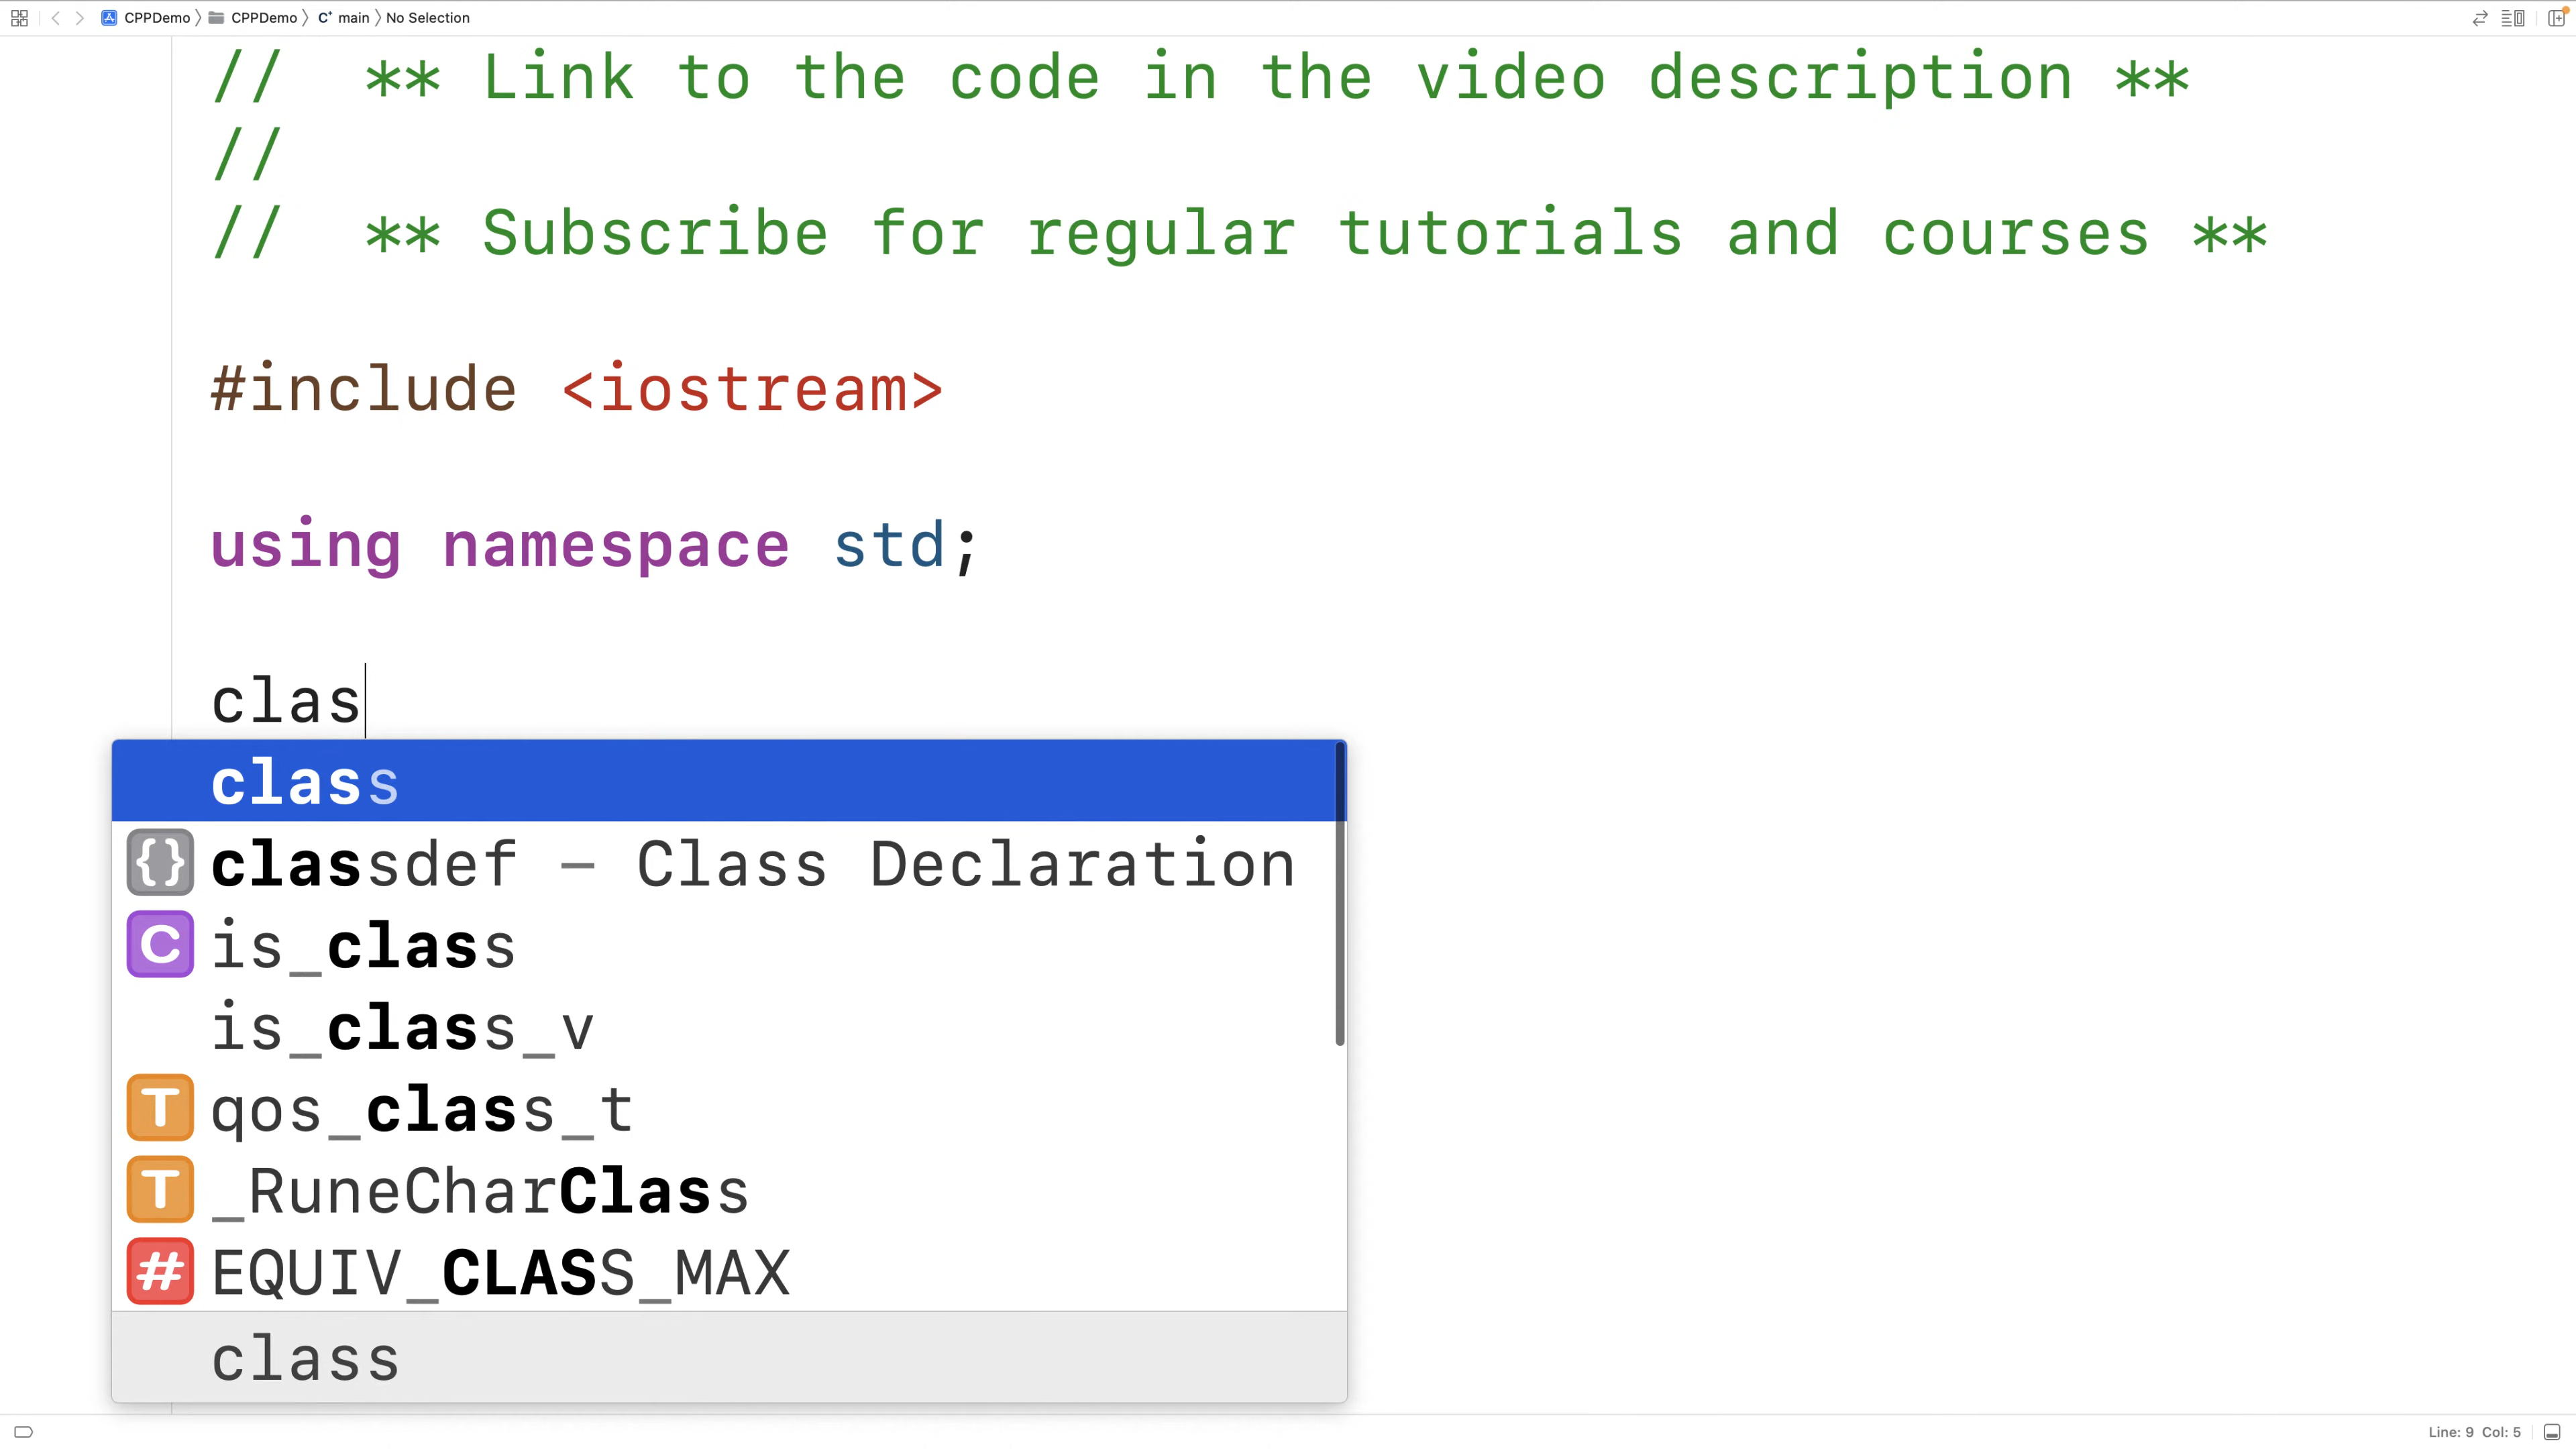 CPPDemo 〉 CPPDemo 〉 C+ main 〉 No Selection
// ** Link to the code in the video description **
//
// ** Subscribe for regular tutorials and courses **
#include <iostream>
using namespace std;
clas
class
{} classdef — Class Declaration
C is_class
is_class_v
T qos_class_t
T _RuneCharClass
# EQUIV_CLASS_MAX
class
Line: 9 Col: 5